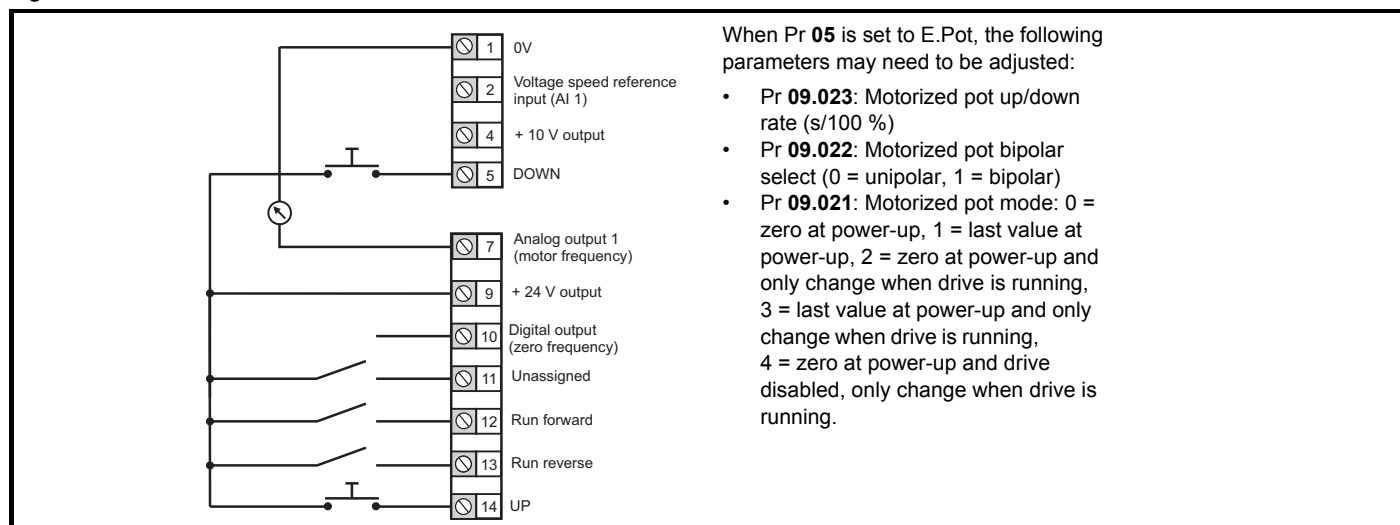 1 0V
2 Voltage speed reference
input (AI 1)
4 + 10 V output
5 DOWN
7 Analog output 1
(motor frequency)
9 + 24 V output
10 Digital output
(zero frequency)
11 Unassigned
12 Run forward
13 Run reverse
14 UP
When Pr 05 is set to E.Pot, the following
parameters may need to be adjusted:
• Pr 09.023: Motorized pot up/down
rate (s/100 %)
• Pr 09.022: Motorized pot bipolar
select (0 = unipolar, 1 = bipolar)
• Pr 09.021: Motorized pot mode: 0 =
zero at power-up, 1 = last value at
power-up, 2 = zero at power-up and
only change when drive is running,
3 = last value at power-up and only
change when drive is running,
4 = zero at power-up and drive
disabled, only change when drive is
running.